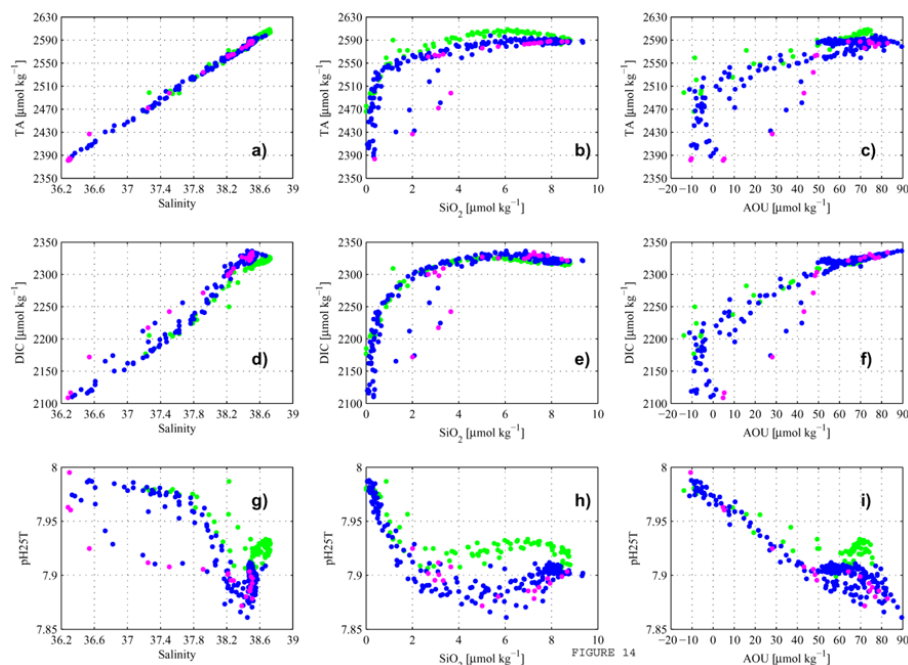 2630
2590
2550
2510
2470
2430
2390
2350
TA [μmol kg⁻¹]
36.2 36.6 37 37.4 37.8 38.2 38.6 39
Salinity
a)
2630
2590
2550
2510
2470
2430
2390
2350
TA [μmol kg⁻¹]
0 2 4 6 8 10
SiO₂ [μmol kg⁻¹]
b)
2630
2590
2550
2510
2470
2430
2390
2350
TA [μmol kg⁻¹]
−20 −10 0 10 20 30 40 50 60 70 80 90
AOU [μmol kg⁻¹]
c)
2350
2300
2250
2200
2150
2100
DIC [μmol kg⁻¹]
36.2 36.6 37 37.4 37.8 38.2 38.6 39
Salinity
d)
2350
2300
2250
2200
2150
2100
DIC [μmol kg⁻¹]
0 2 4 6 8 10
SiO₂ [μmol kg⁻¹]
e)
2350
2300
2250
2200
2150
2100
DIC [μmol kg⁻¹]
−20 −10 0 10 20 30 40 50 60 70 80 90
AOU [μmol kg⁻¹]
f)
8
7.95
7.9
7.85
pH25T
36.2 36.6 37 37.4 37.8 38.2 38.6 39
Salinity
g)
8
7.95
7.9
7.85
pH25T
0 2 4 6 8 10
SiO₂ [μmol kg⁻¹]
h)
8
7.95
7.9
7.85
pH25T
−20 −10 0 10 20 30 40 50 60 70 80 90
AOU [μmol kg⁻¹]
i)
FIGURE 14